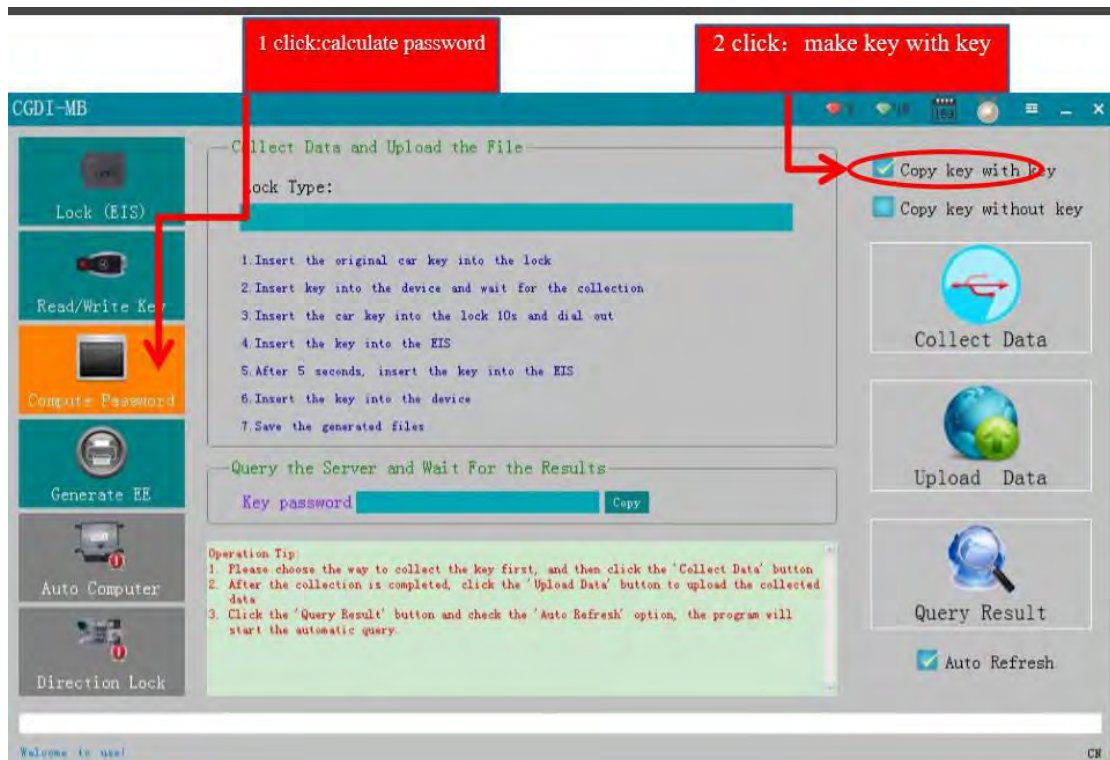 1 click:calculate password
2 click： make key with key
CGDI-MB
Lock (EIS)
Read/Write Key
Compute Password
Generate EE
Auto Computer
Direction Lock
Collect Data and Upload the File
Lock Type:
1.Insert the original car key into the lock
2.Insert key into the device and wait for the collection
3.Insert the car key into the lock 10s and dial out
4.Insert the key into the EIS
5.After 5 seconds, insert the key into the EIS
6.Insert the key into the device
7.Save the generated files
Query the Server and Wait For the Results
Key password
Copy
Operation Tip:
1. Please choose the way to collect the key first, and then click the 'Collect Data' button
2. After the collection is completed, click the 'Upload Data' button to upload the collected
data
3. Click the 'Query Result' button and check the 'Auto Refresh' option, the program will
start the automatic query.
Copy key with key
Copy key without key
Collect Data
Upload Data
Query Result
Auto Refresh
Welcome to use!
CN